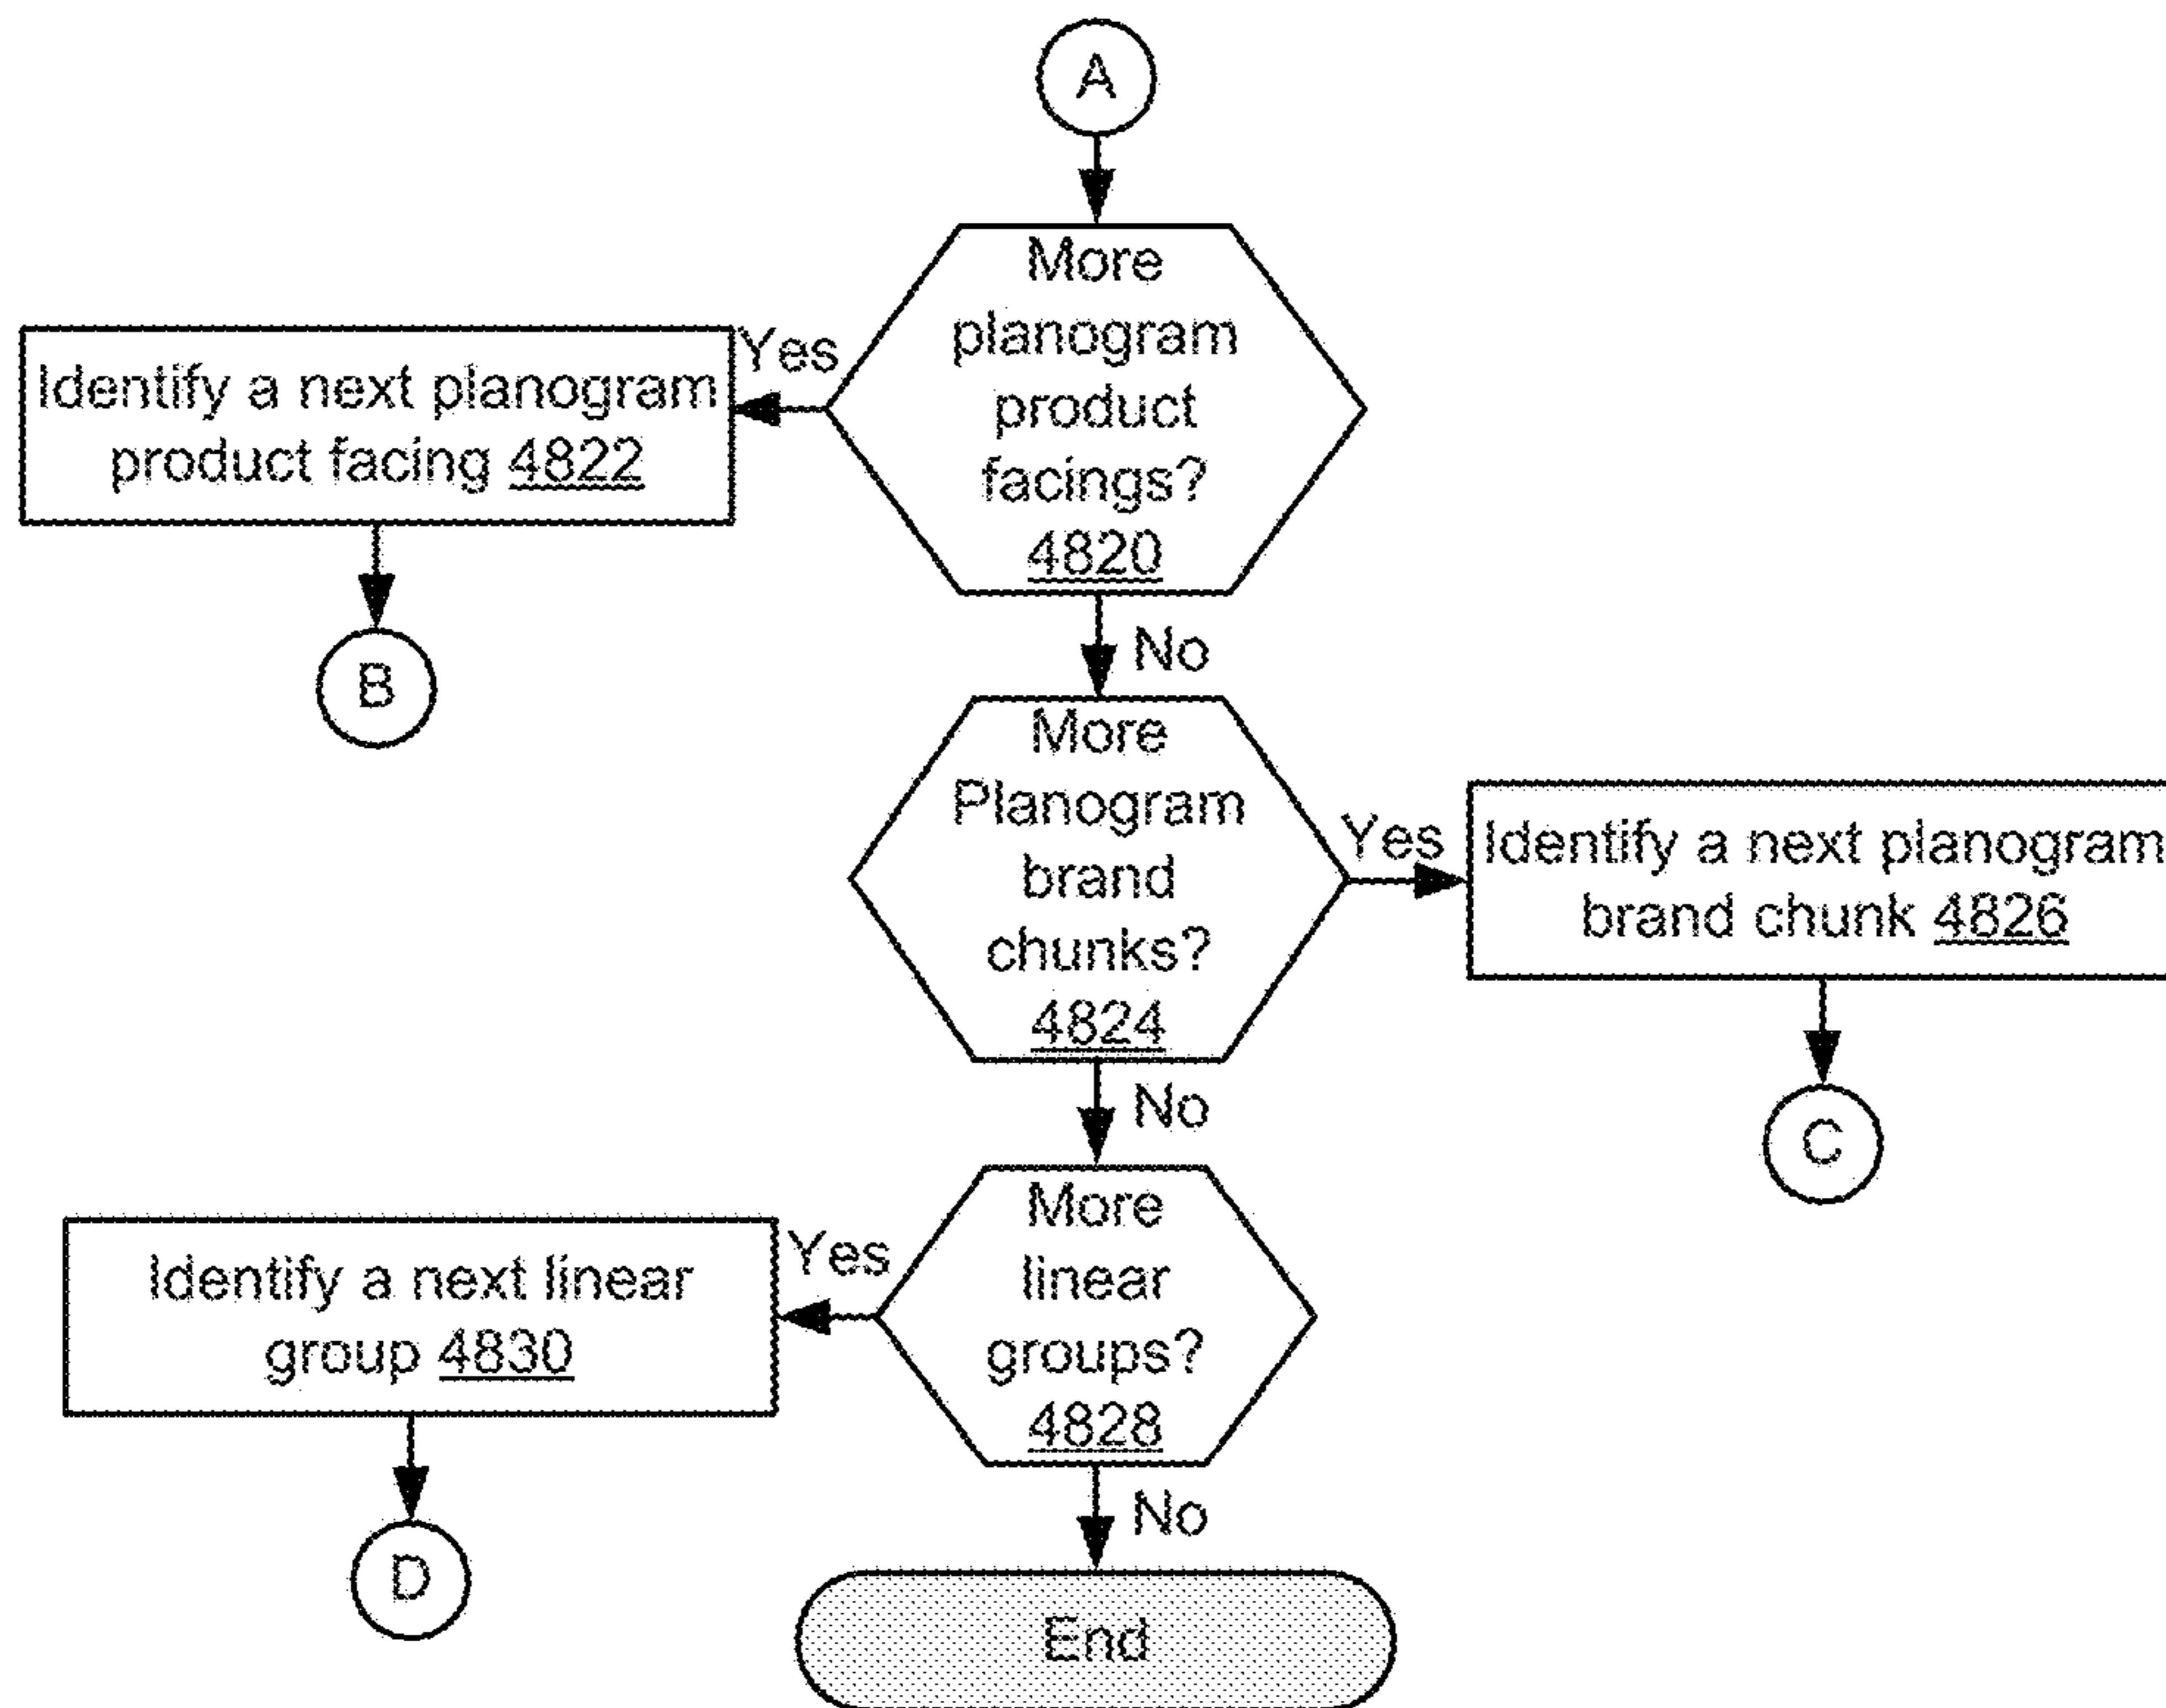 A
More
planogram
product
facings?
4820
Yes
Identify a next planogram
product facing 4822
B
No
More
Planogram
brand
chunks?
4824
Yes
Identify a next planogram
brand chunk 4826
C
No
More
linear
groups?
4828
Yes
Identify a next linear
group 4830
D
No
End